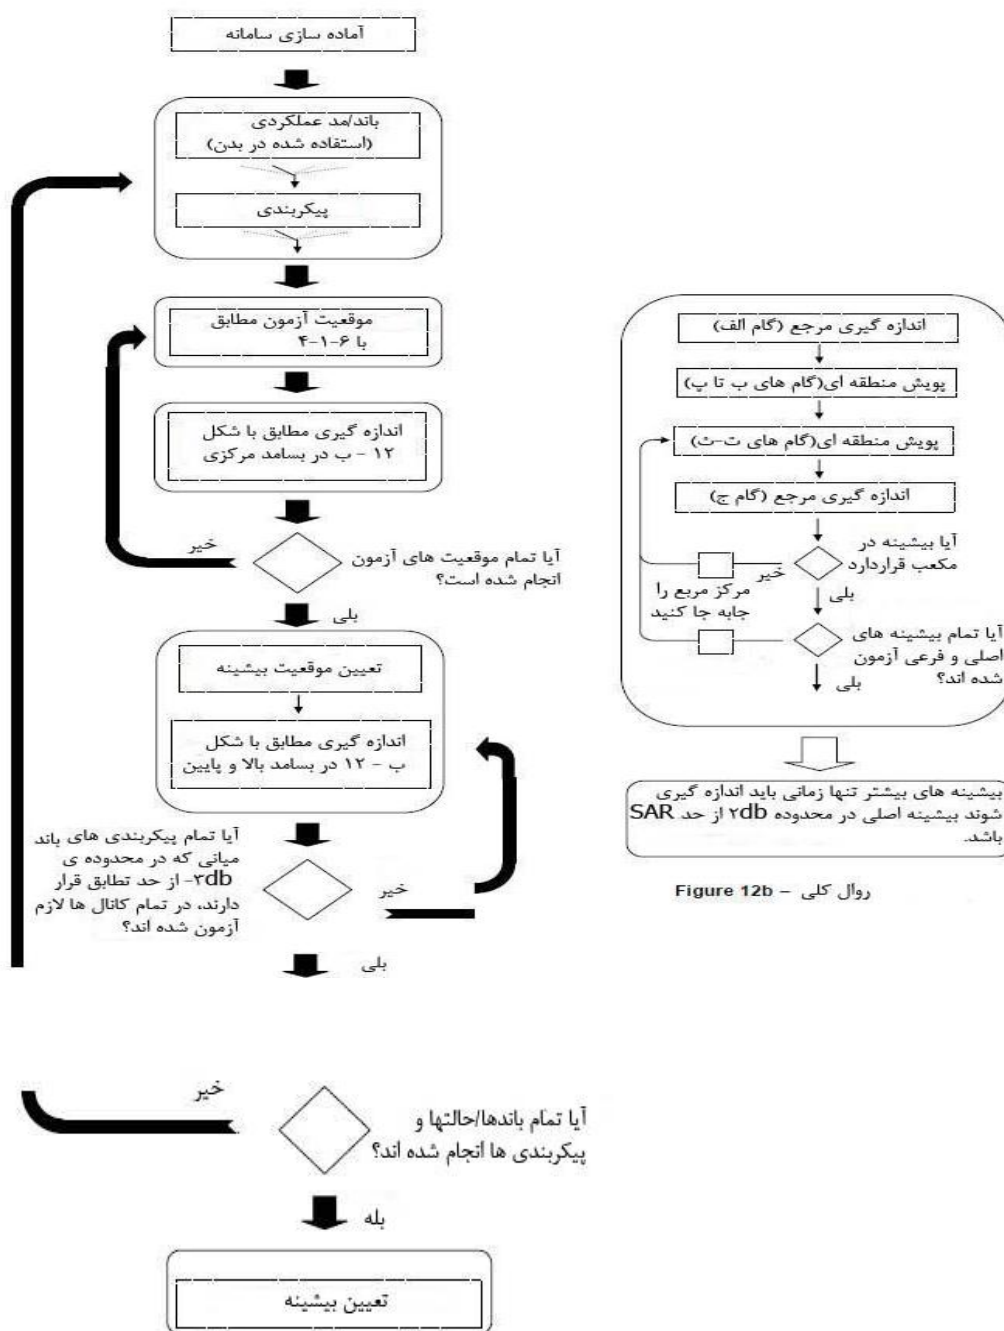 آماده سازی سامانه
باند/مد عملکردی
(استفاده شده در بدن)
پیکربندی
موقعیت آزمون مطابق
با ۶-۱-۴
اندازه گیری مطابق با شکل
۱۲ - ب در بسامد مرکزی
خیر
آیا تمام موقعیت های آزمون
انجام شده است؟
بلی
تعیین موقعیت بیشینه
اندازه گیری مطابق با شکل
ب - ۱۲ در بسامد بالا و پایین
آیا تمام پیکربندی های باند
میانی که در محدوده ی
۳db- از حد تطابق قرار
دارند، در تمام کانال ها لازم
آزمون شده اند؟
خیر
بلی
خیر
آیا تمام باندها/حالتها و
پیکربندی ها انجام شده اند؟
بله
تعیین بیشینه
اندازه گیری مرجع (گام الف)
پویش منطقه ای(گام های ب تا پ)
پویش منطقه ای(گام های ت-ث)
اندازه گیری مرجع (گام ج)
آیا بیشینه در
مکعب قراردارد
خیر
مرکز مربع را
جابه جا کنید
بلی
آیا تمام بیشینه های
اصلی و فرعی آزمون
شده اند؟
بلی
بیشینه های بیشتر تنها زمانی باید اندازه گیری
شوند بیشینه اصلی در محدوده ۲db از حد SAR
باشد.
Figure 12b – روال کلی